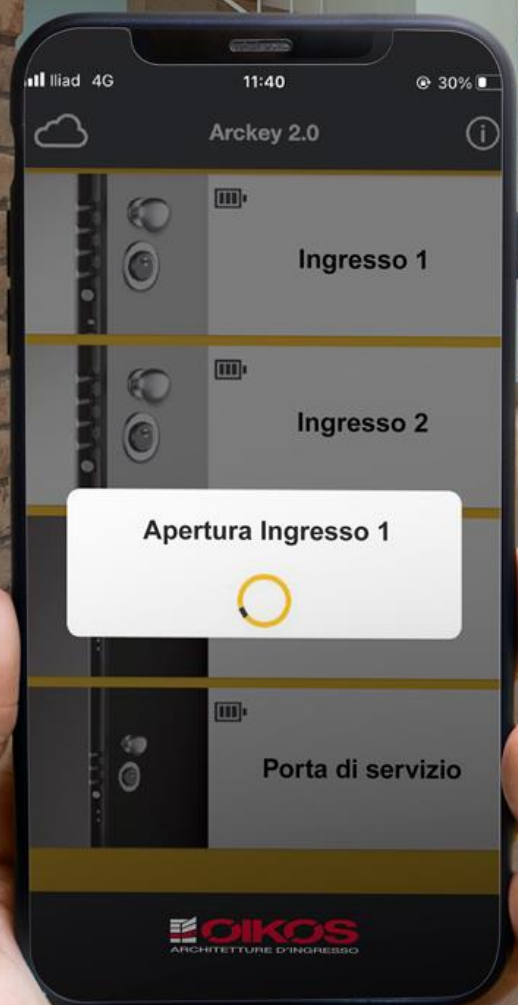 Iliad 4G
11:40
30%
Arckey 2.0
Ingresso 1
Ingresso 2
Apertura Ingresso 1
Porta di servizio
OIKOS
ARCHITETTURE D'INGRESSO